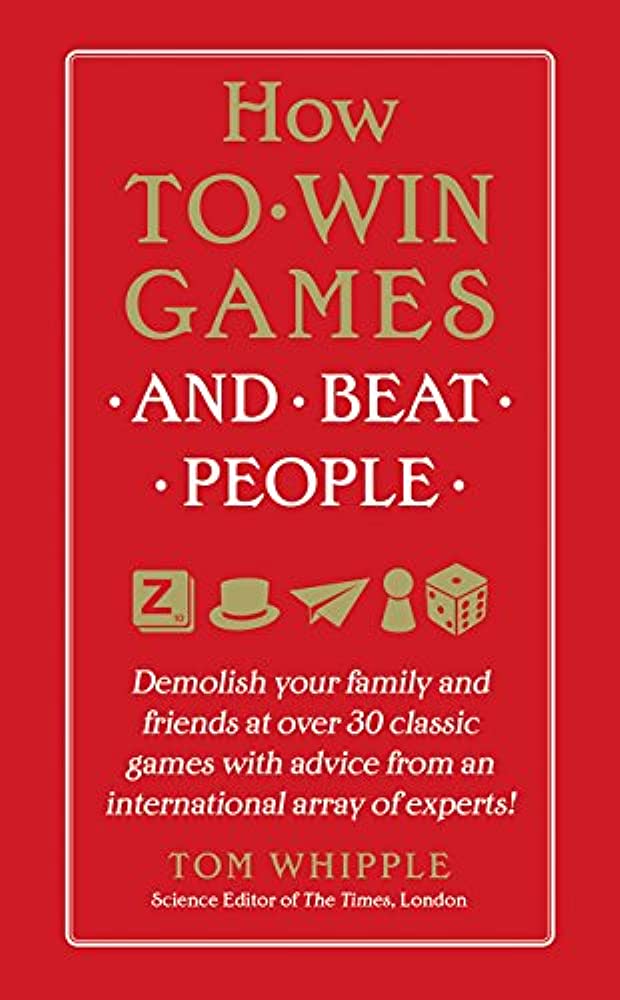 How
TO·WIN
GAMES
·AND·BEAT·
·PEOPLE·
Z
10
Demolish your family and
friends at over 30 classic
games with advice from an
international array of experts!
TOM WHIPPLE
Science Editor of The Times, London